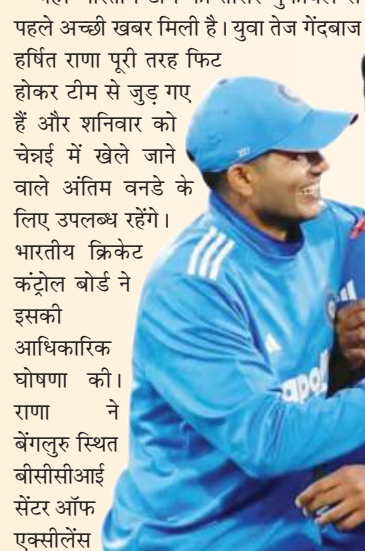 पहले अच्छी खबर मिली है। युवा तेज गेंदबाज
हर्षित राणा पूरी तरह फिट
होकर टीम से जुड़ गए
हैं और शनिवार को
चेन्नई में खेले जाने
वाले अंतिम वनडे के
लिए उपलब्ध रहेंगे।
भारतीय क्रिकेट
कंट्रोल बोर्ड ने
इसकी
आधिकारिक
घोषणा की।
राणा ने
बेंगलुरु स्थित
बीसीसीआई
सेंटर ऑफ
एक्सीलेंस